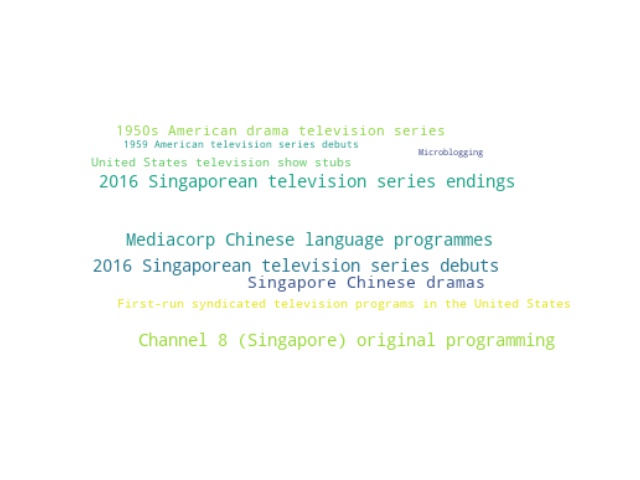 1950s American drama television series
1959 American television series debuts
Microblogging
United States television show stubs
2016 Singaporean television series endings
Mediacorp Chinese language programmes
2016 Singaporean television series debuts
Singapore Chinese dramas
First-run syndicated television programs in the United States
Channel 8 (Singapore) original programming